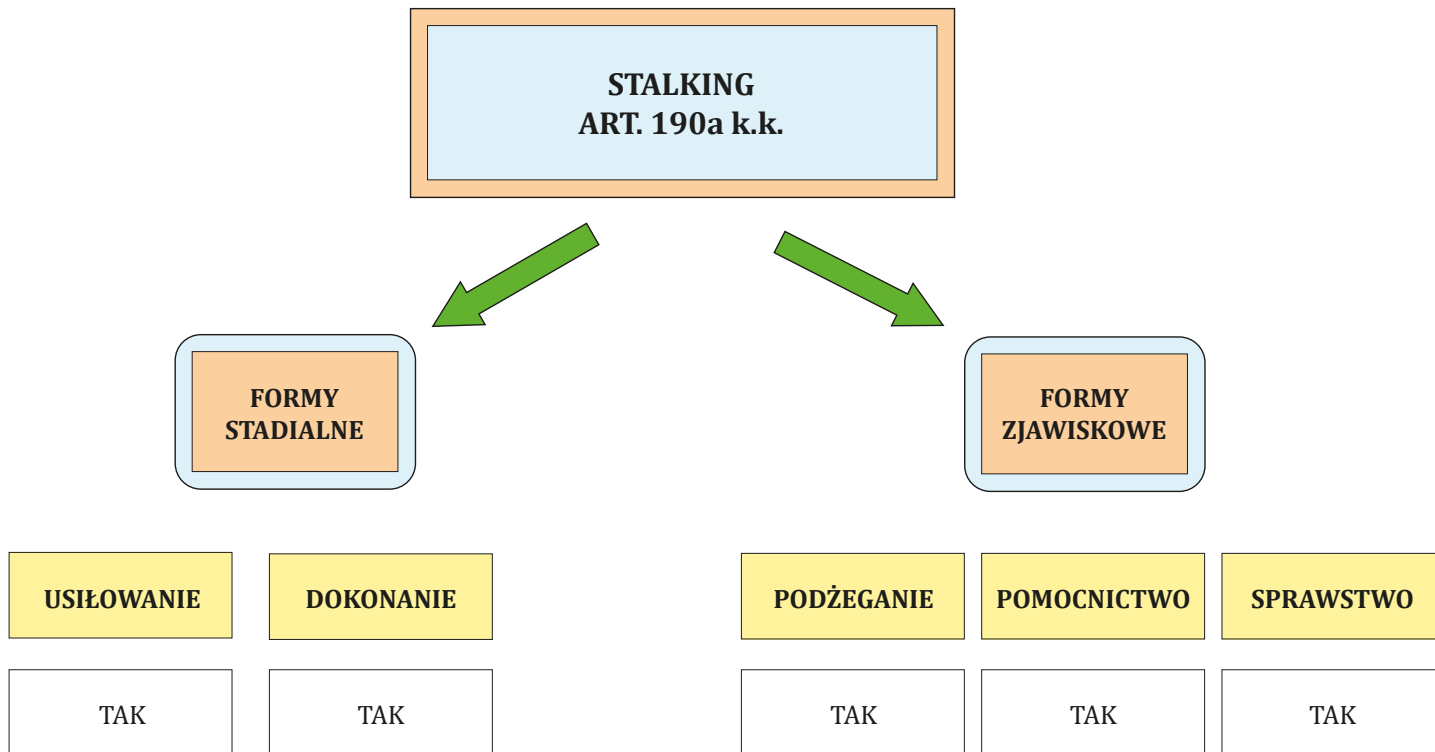 STALKING
ART. 190a k.k.
FORMY
STADIALNE
FORMY
ZJAWISKOWE
USIŁOWANIE
DOKONANIE
PODŻEGANIE
POMOCNICTWO
SPRAWSTWO
TAK
TAK
TAK
TAK
TAK